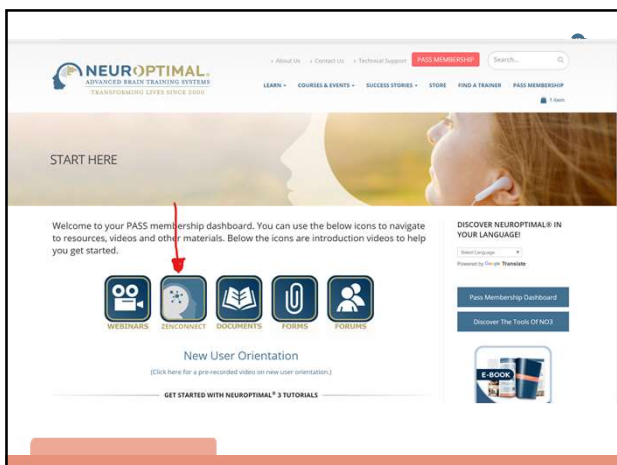 About Us
Contact Us
Technical Support
PASS MEMBERSHIP
Search...
NEUROPTIMAL®
ADVANCED BRAIN TRAINING SYSTEMS
TRANSFORMING LIVES SINCE 2000
LEARN
COURSES & EVENTS
SUCCESS STORIES
STORE
FIND A TRAINER
PASS MEMBERSHIP
1 item
START HERE
Welcome to your PASS membership dashboard. You can use the below icons to navigate
to resources, videos and other materials. Below the icons are introduction videos to help
you get started.
WEBINARS
ZENCONNECT
DOCUMENTS
FORMS
FORUMS
New User Orientation
(Click here for a pre-recorded video on new user orientation.)
GET STARTED WITH NEUROPTIMAL® 3 TUTORIALS
DISCOVER NEUROPTIMAL® IN
YOUR LANGUAGE!
Select Language
Powered by Google Translate
Pass Membership Dashboard
Discover The Tools Of NO3
E-BOOK